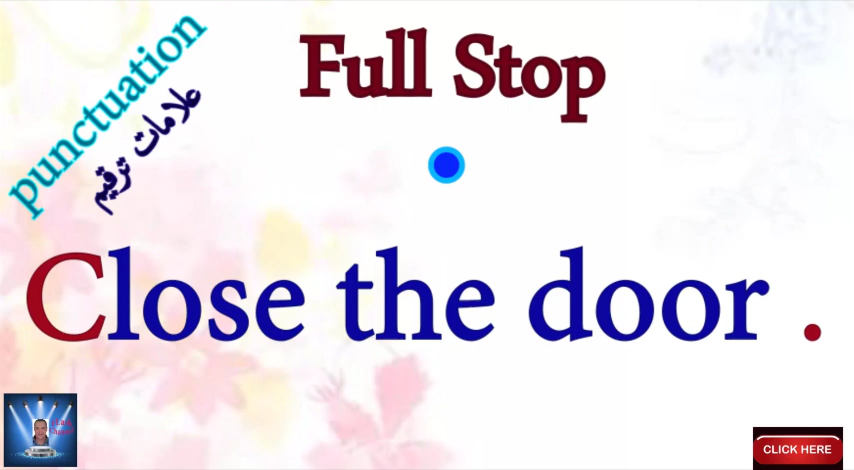 punctuation
علامات ترقيم
Full Stop
Close the door .
CLICK HERE